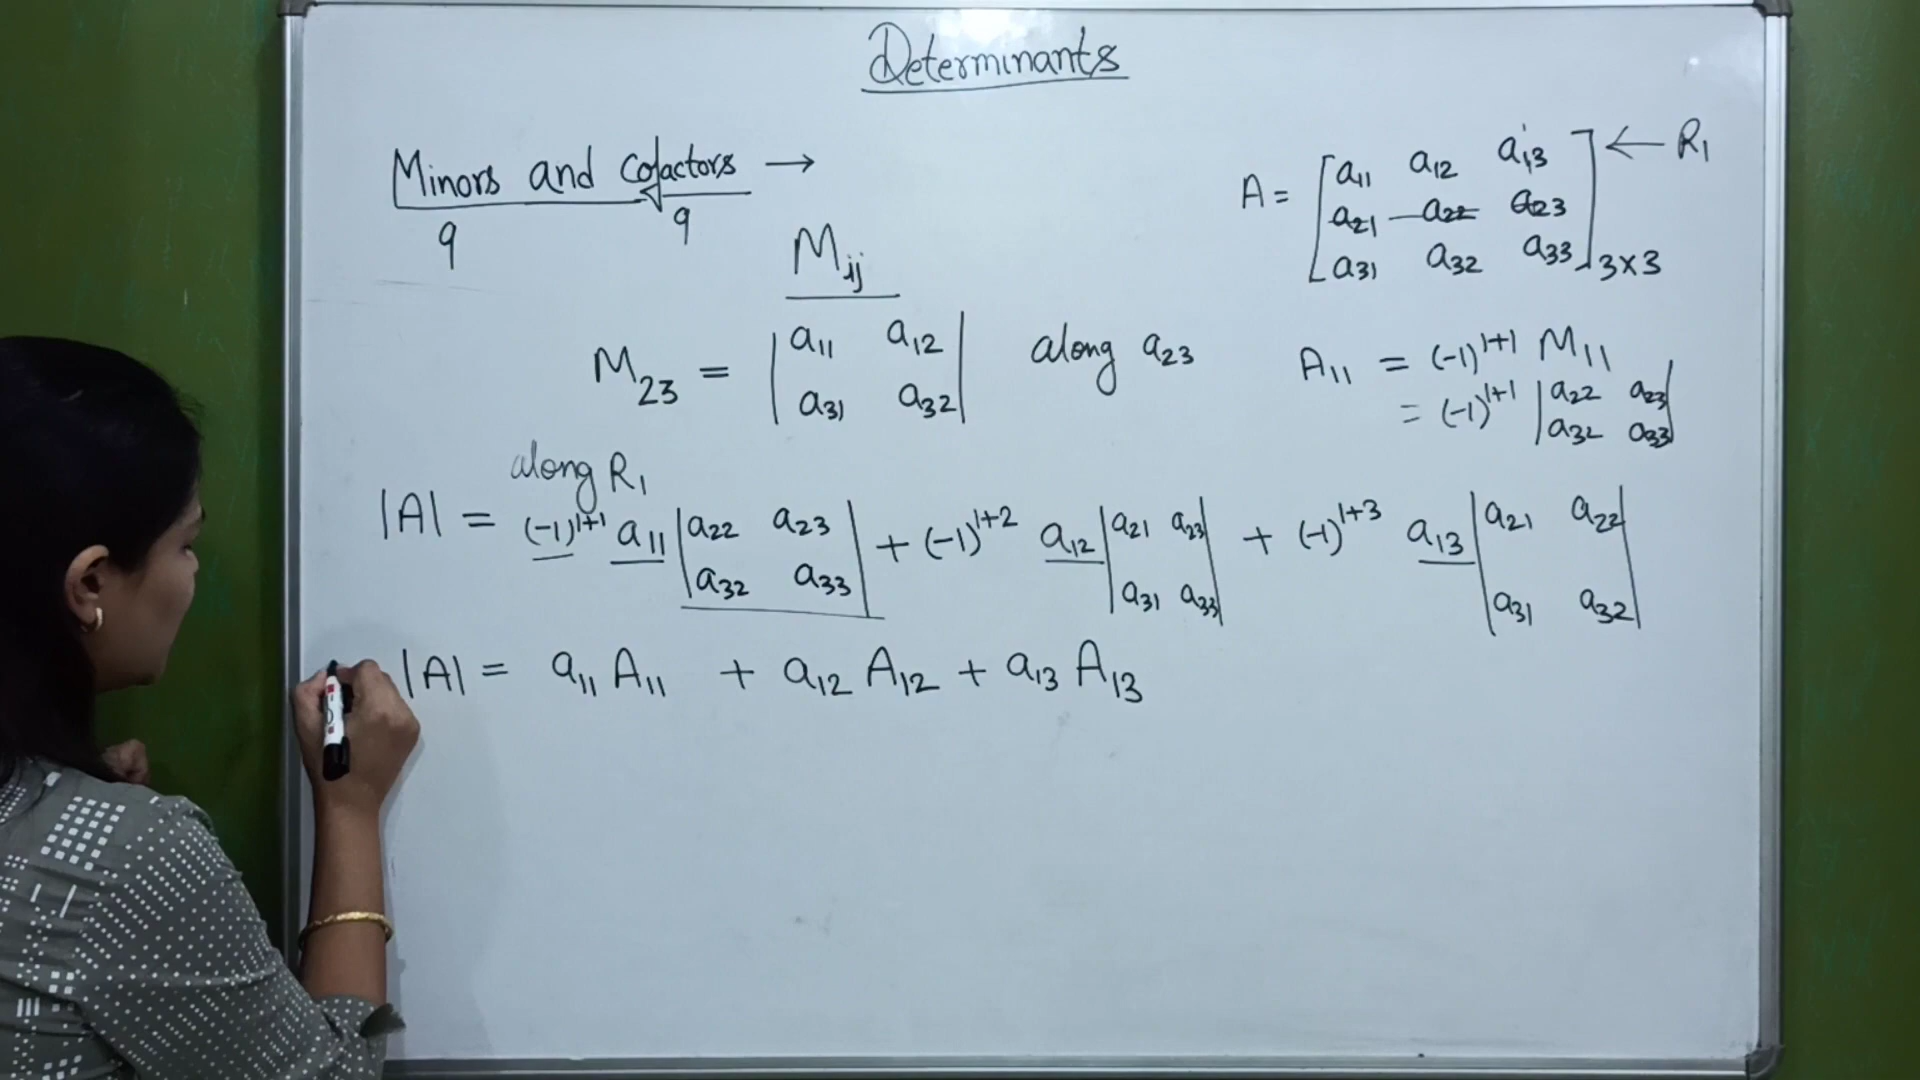 Determinants
Minors and Cofactors →
9 9
A = [a11 a12 a13 ← R1
a21 a22 a23
a31 a32 a33] 3×3
Mij
M23 = |a11 a12 along a23
a31 a32|
A11 = (-1)^1+1 M11
= (-1)^1+1 |a22 a23
a32 a33|
along R1
|A| = (-1)^1+1 a11 |a22 a23 + (-1)^1+2 a12 |a21 a23 + (-1)^1+3 a13 |a21 a22
a32 a33| a31 a33| a31 a32|
|A| = a11 A11 + a12 A12 + a13 A13